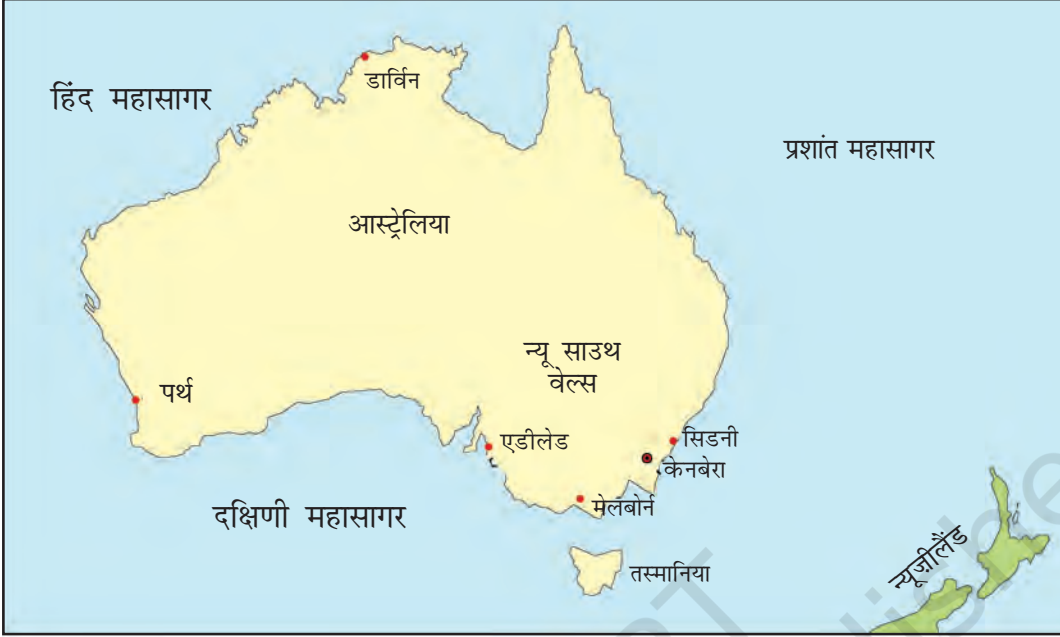 डार्विन
हिंद महासागर
प्रशांत महासागर
आस्ट्रेलिया
न्यू साउथ
वेल्स
पर्थ
एडीलेड
सिडनी
केनबेरा
मेलबोर्न
दक्षिणी महासागर
न्यूज़ीलैंड
तस्मानिया